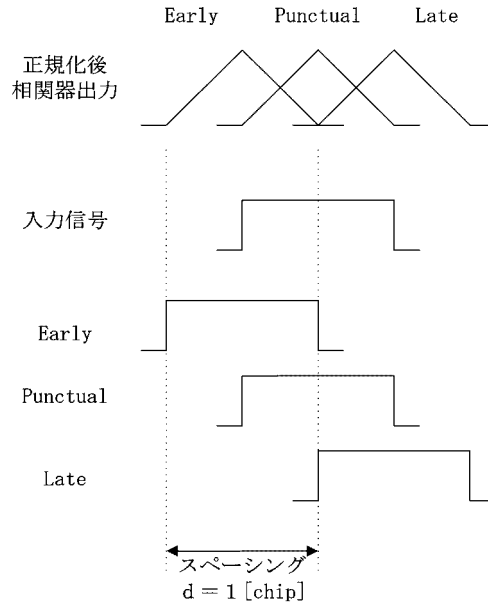 Early Punctual Late
正規化後
相関器出力
入力信号
Early
Punctual
Late
スペーシング
d = 1 [chip]